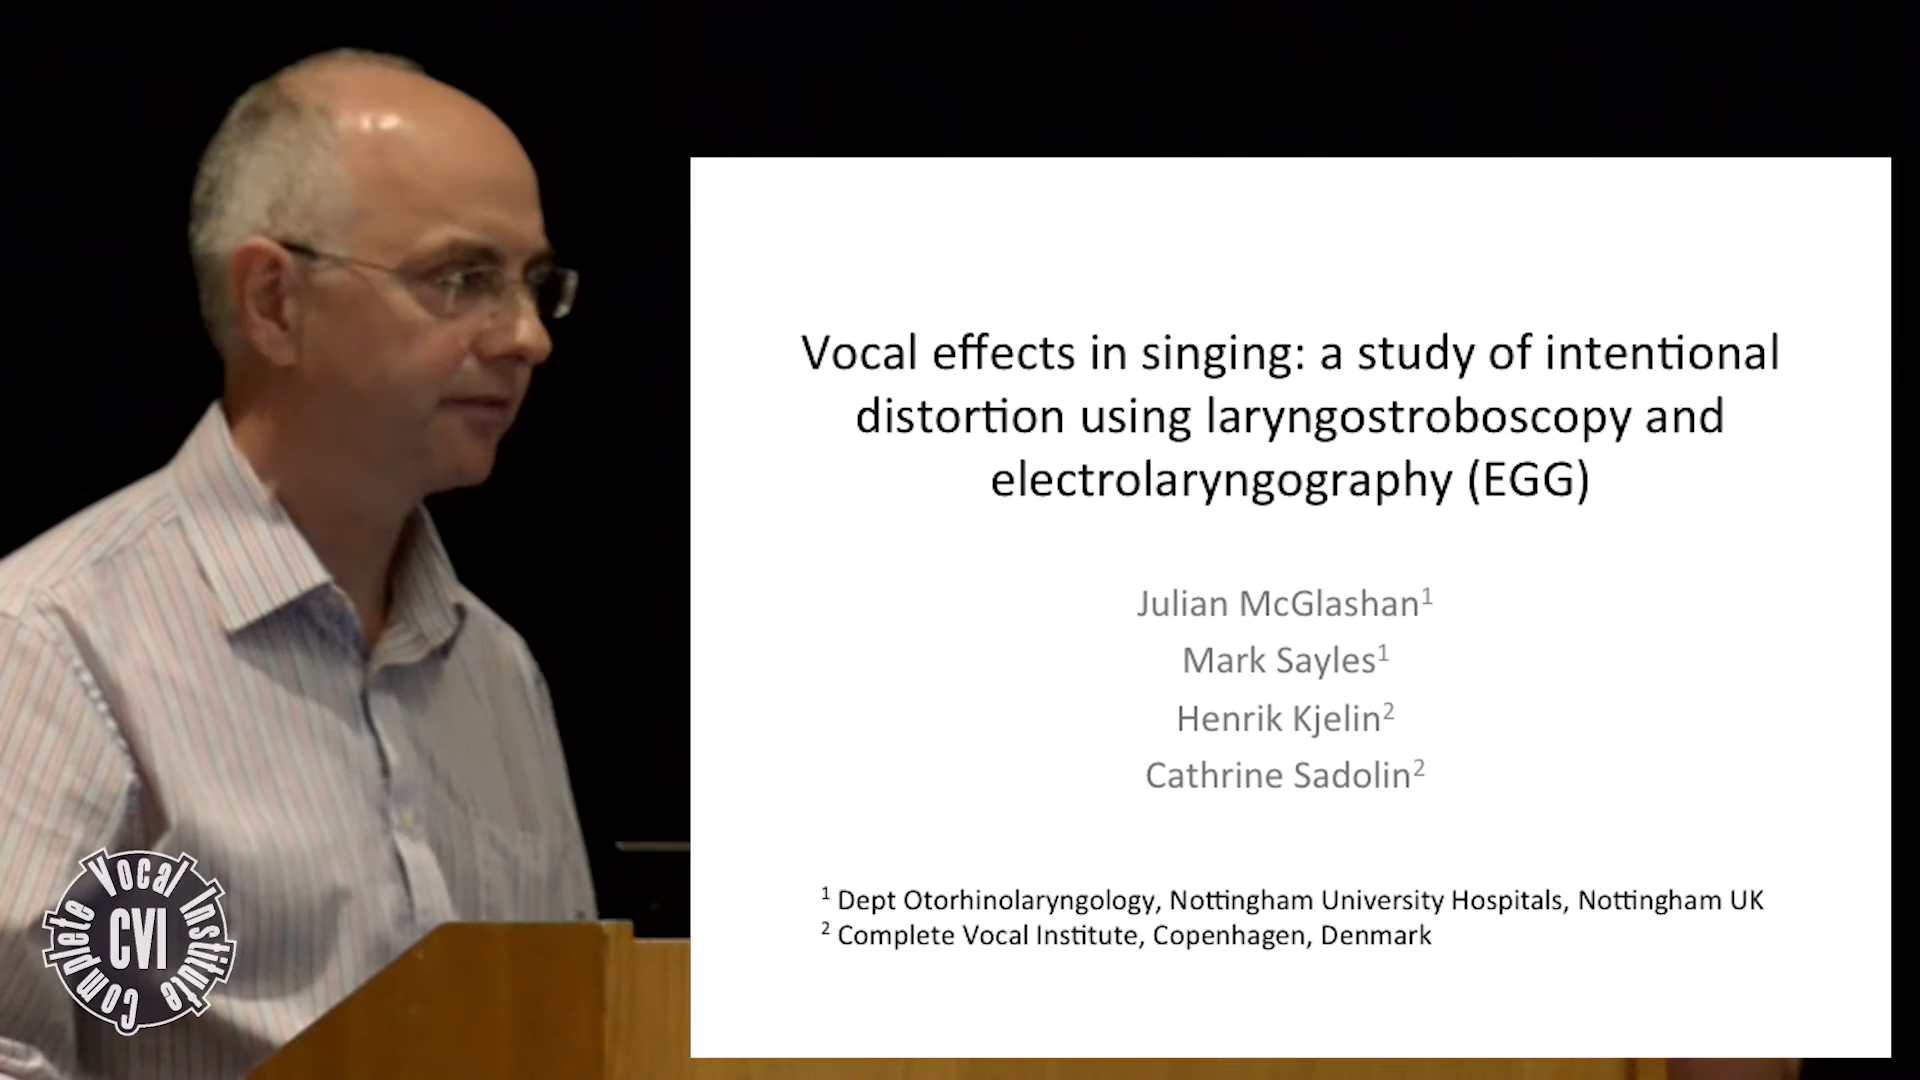 Vocal effects in singing: a study of intentional
distortion using laryngostroboscopy and
electrolaryngography (EGG)
Julian McGlashan¹
Mark Sayles¹
Henrik Kjelin²
Cathrine Sadolin²
¹ Dept Otorhinolaryngology, Nottingham University Hospitals, Nottingham UK
² Complete Vocal Institute, Copenhagen, Denmark
Complete Vocal Institute
CVI